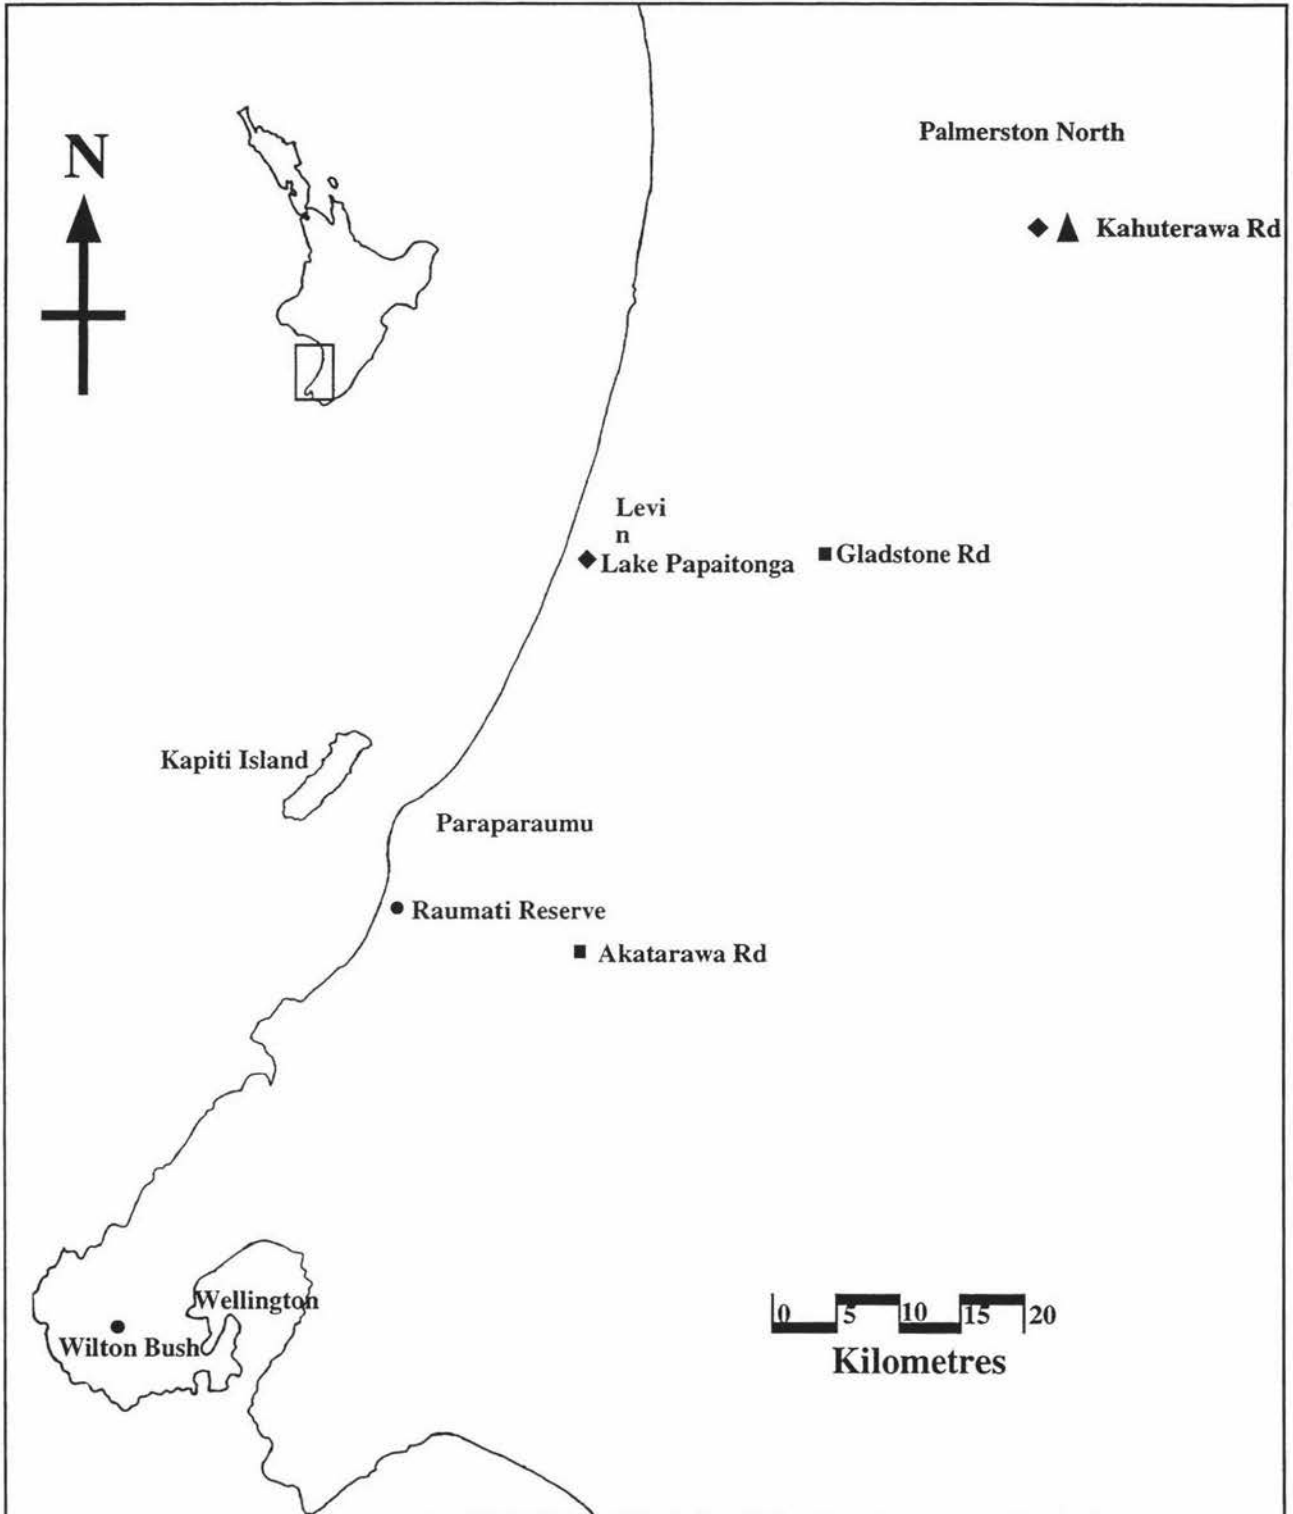 N
Palmerston North
Kahuterawa Rd
Levi
n
Lake Papaitonga
Gladstone Rd
Kapiti Island
Paraparaumu
Raumati Reserve
Akatarawa Rd
Wellington
Wilton Bush
0 5 10 15 20
Kilometres